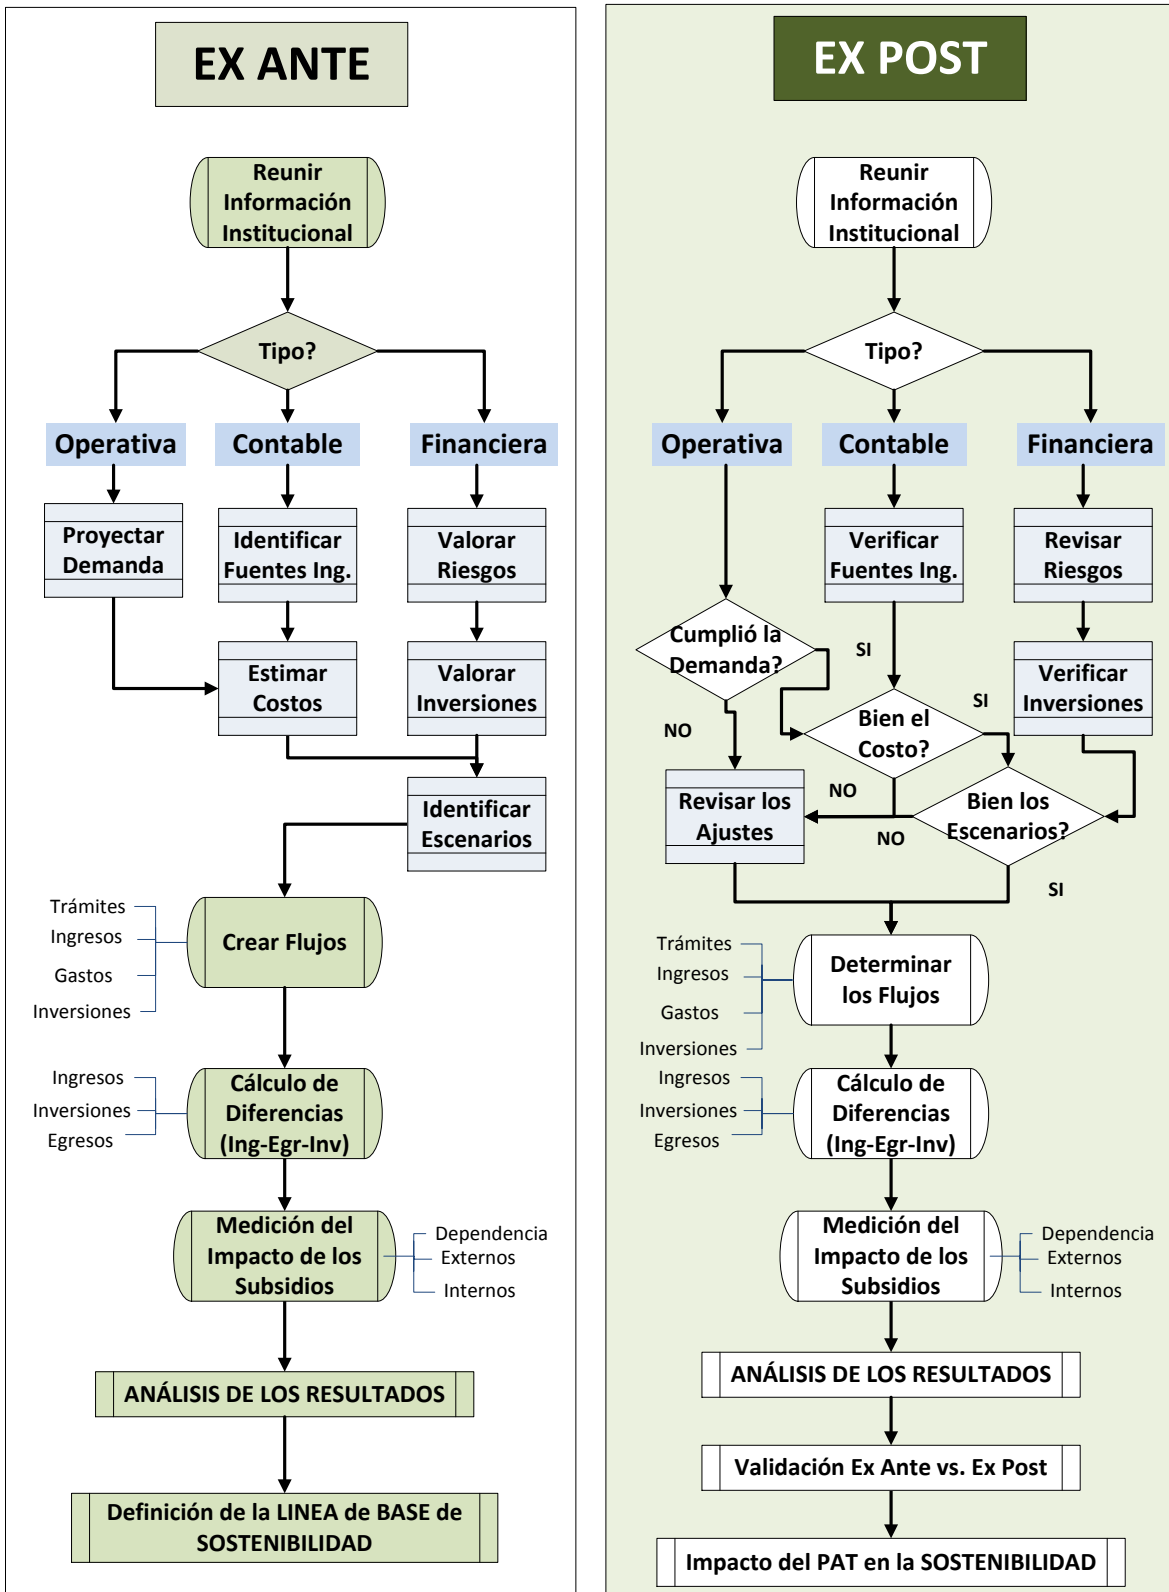 EX ANTE
Reunir
Información
Institucional
Tipo?
Operativa
Contable
Financiera
Proyectar
Demanda
Identificar
Fuentes Ing.
Valorar
Riesgos
Estimar
Costos
Valorar
Inversiones
Identificar
Escenarios
Trámites
Ingresos
Gastos
Inversiones
Crear Flujos
Ingresos
Inversiones
Egresos
Cálculo de
Diferencias
(Ing-Egr-Inv)
Medición del
Impacto de los
Subsidios
Dependencia
Externos
Internos
ANÁLISIS DE LOS RESULTADOS
Definición de la LINEA de BASE de
SOSTENIBILIDAD
EX POST
Reunir
Información
Institucional
Tipo?
Operativa
Contable
Financiera
Verificar
Fuentes Ing.
Revisar
Riesgos
Cumplió la
Demanda?
SI
Verificar
Inversiones
NO
Bien el
Costo?
SI
Revisar los
Ajustes
NO
Bien los
Escenarios?
NO
SI
Trámites
Ingresos
Gastos
Inversiones
Determinar
los Flujos
Ingresos
Inversiones
Egresos
Cálculo de
Diferencias
(Ing-Egr-Inv)
Medición del
Impacto de los
Subsidios
Dependencia
Externos
Internos
ANÁLISIS DE LOS RESULTADOS
Validación Ex Ante vs. Ex Post
Impacto del PAT en la SOSTENIBILIDAD